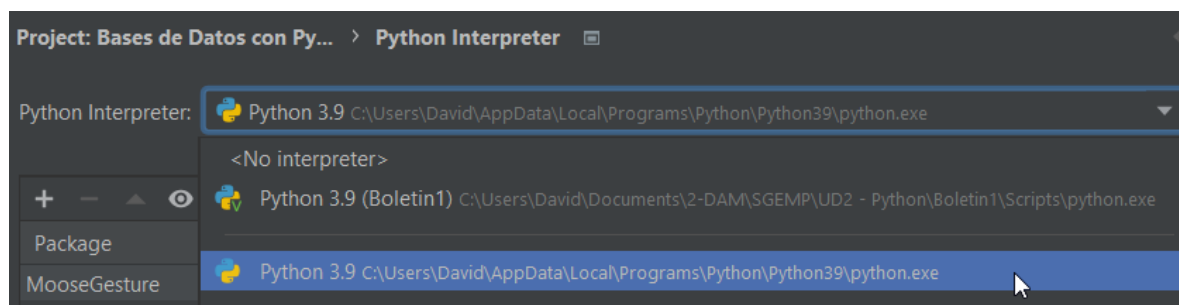 Project: Bases de Datos con Py... > Python Interpreter
Python Interpreter: Python 3.9 C:\Users\David\AppData\Local\Programs\Python\Python39\python.exe
<No interpreter>
Python 3.9 (Boletin1) C:\Users\David\Documents\2-DAM\SGEMP\UD2 - Python\Boletin1\Scripts\python.exe
Package
Python 3.9 C:\Users\David\AppData\Local\Programs\Python\Python39\python.exe
MooseGesture